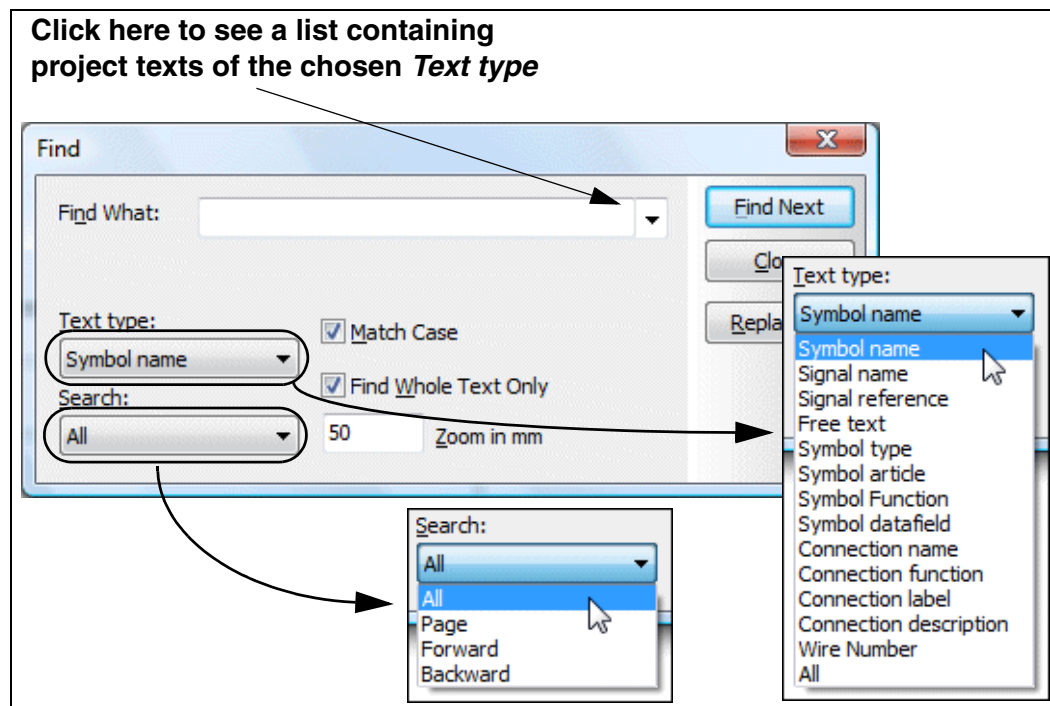 Click here to see a list containing
project texts of the chosen Text type
Find
Find What:
Find Next
Clo
Repla
Text type:
Symbol name
Match Case
Find Whole Text Only
Search:
All
50 Zoom in mm
Text type:
Symbol name
Symbol name
Signal name
Signal reference
Free text
Symbol type
Symbol article
Symbol Function
Symbol datafield
Connection name
Connection function
Connection label
Connection description
Wire Number
All
Search:
All
All
Page
Forward
Backward